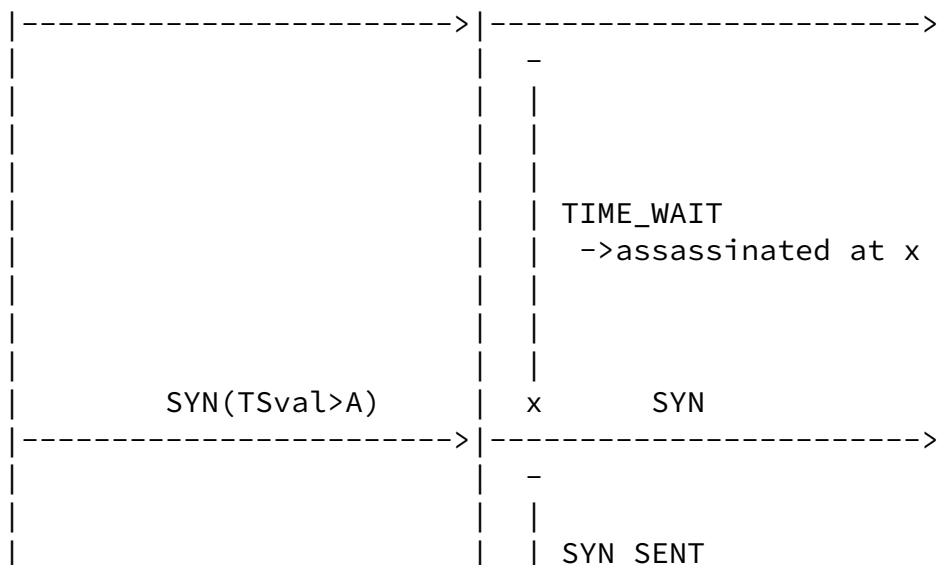 |------------------------>|------------------------>
|                         |  -
|                         |  |
|                         |  |
|                         |  |
|                         |  | TIME_WAIT
|                         |  |  ->assassinated at x
|                         |  |
|                         |  |
|                         |  |
|        SYN(TSval>A)     |  x      SYN
|------------------------>|------------------------>
|                         |  -
|                         |  |
|                         |  | SYN SENT